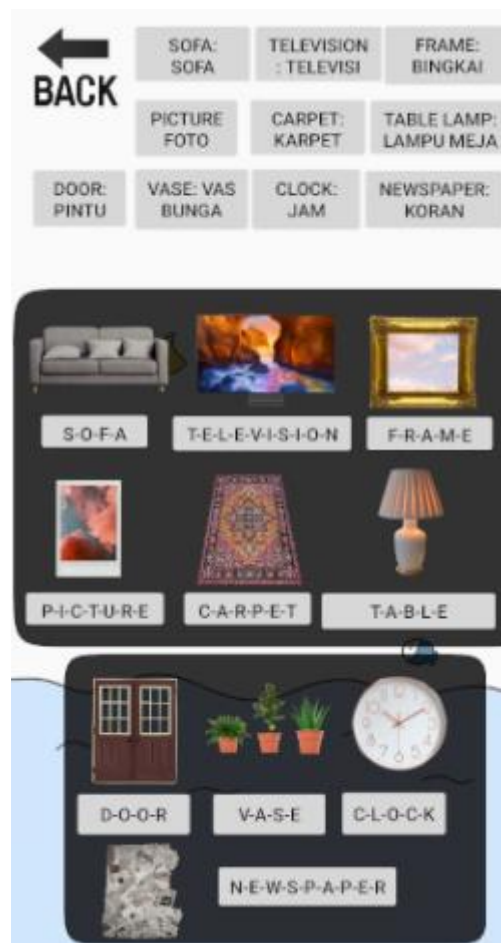 BACK
SOFA:
SOFA
TELEVISION
: TELEVISI
FRAME:
BINGKAI
PICTURE
FOTO
CARPET:
KARPET
TABLE LAMP:
LAMPU MEJA
DOOR:
PINTU
VASE: VAS
BUNGA
CLOCK:
JAM
NEWSPAPER:
KORAN
S-O-F-A
T-E-L-E-V-I-S-I-O-N
F-R-A-M-E
P-I-C-T-U-R-E
C-A-R-P-E-T
T-A-B-L-E
D-O-O-R
V-A-S-E
C-L-O-C-K
N-E-W-S-P-A-P-E-R